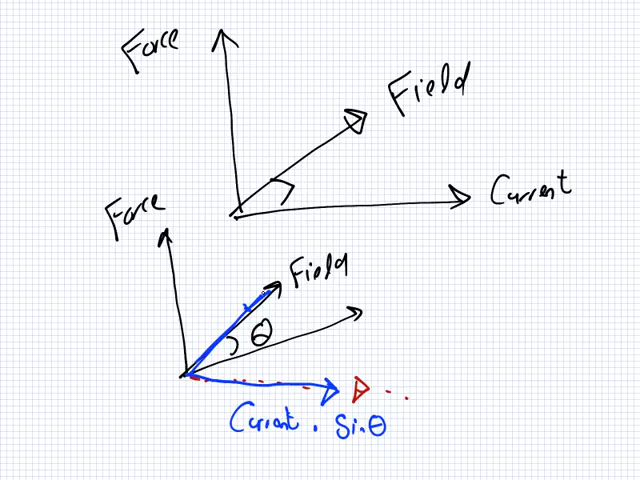 Force
Field
Current
Force
Field
θ
Current . Sinθ